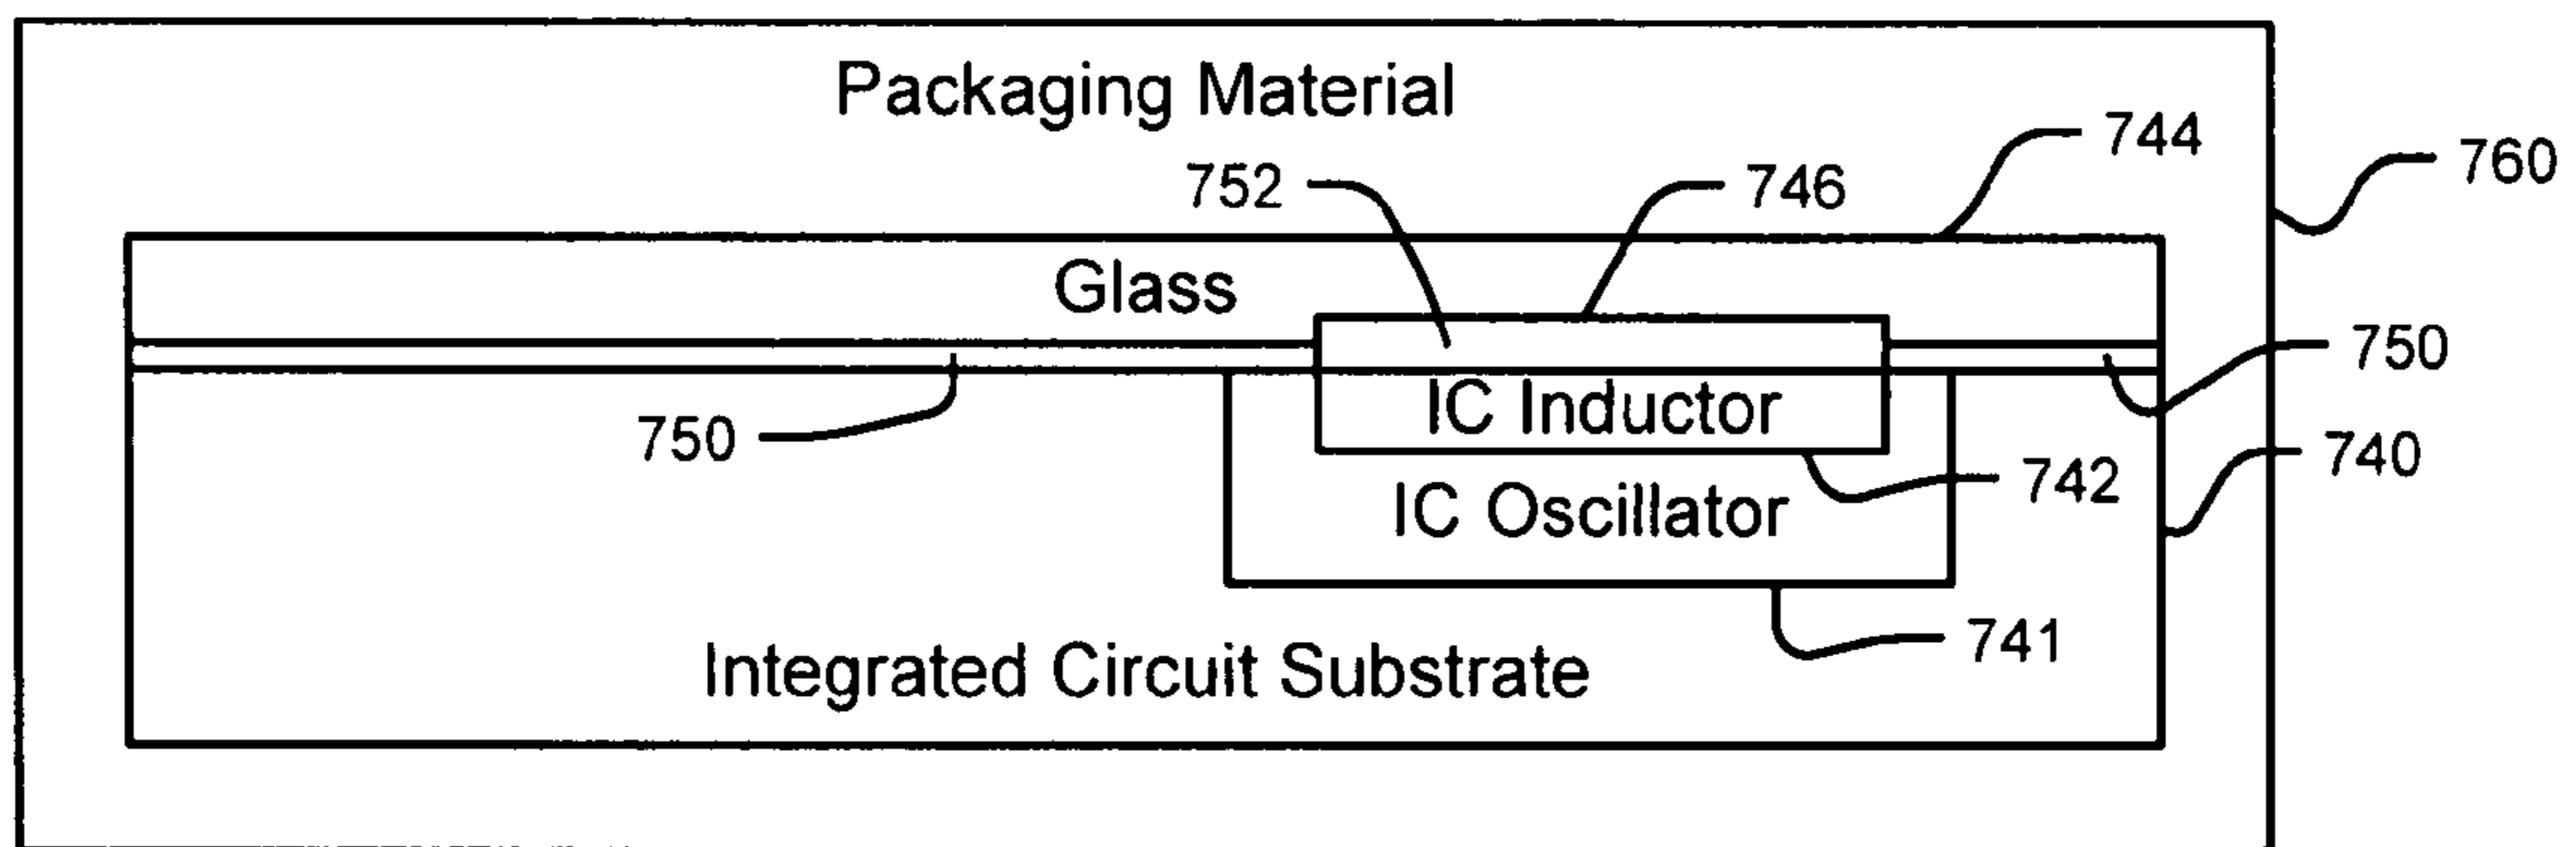 Packaging Material
744
760
752
746
Glass
750
IC Inductor
750
740
742
IC Oscillator
741
Integrated Circuit Substrate